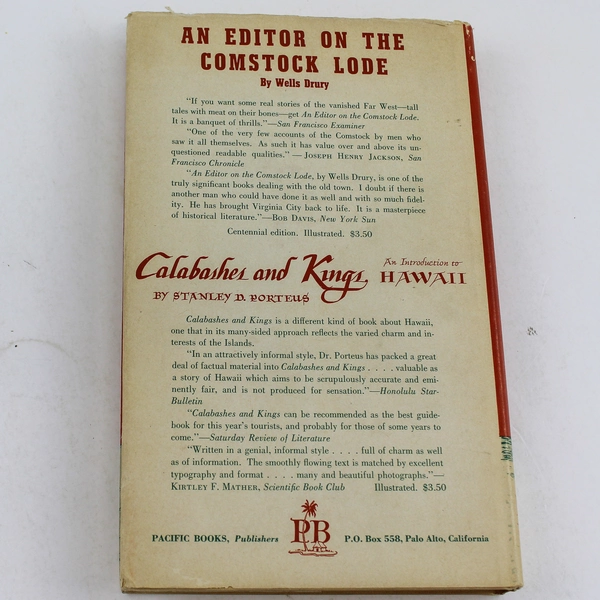 AN EDITOR ON THE
COMSTOCK LODE
By Wells Drury
"If you want some real stories of the vanished Far West—tall
tales with meat on their bones—get An Editor on the Comstock Lode.
It is a banquet of thrills."—San Francisco Examiner
"One of the very few accounts of the Comstock by men who
saw it all themselves. As such it has value over and above its un-
questioned readable qualities." — JOSEPH HENRY JACKSON, San
Francisco Chronicle
"An Editor on the Comstock Lode, by Wells Drury, is one of the
truly significant books dealing with the old town. I doubt if there is
another man who could have done it as well and with so much fidel-
ity. He has brought Virginia City back to life. It is a masterpiece
of historical literature."—BOB DAVIS, New York Sun
Centennial edition. Illustrated. $3.50
Calabashes and Kings An Introduction to HAWAII
BY STANLEY D. PORTEUS
Calabashes and Kings is a different kind of book about Hawaii,
one that in its many-sided approach reflects the varied charm and in-
terests of the Islands.
"In an attractively informal style, Dr. Porteus has packed a great
deal of factual material into Calabashes and Kings . . . . valuable as
a story of Hawaii which aims to be scrupulously accurate and emi-
nently fair, and is not produced for sensation."—Honolulu Star-
Bulletin
"Calabashes and Kings can be recommended as the best guide-
book for this year's tourists, and probably for those of some years to
come."—Saturday Review of Literature
"Written in a genial, informal style . . . . full of charm as well
as of information. The smoothly flowing text is matched by excellent
typography and format . . . . many and beautiful photographs."—
KIRTLEY F. MATHER, Scientific Book Club Illustrated. $3.50
PB
PACIFIC BOOKS, Publishers P.O. Box 558, Palo Alto, California